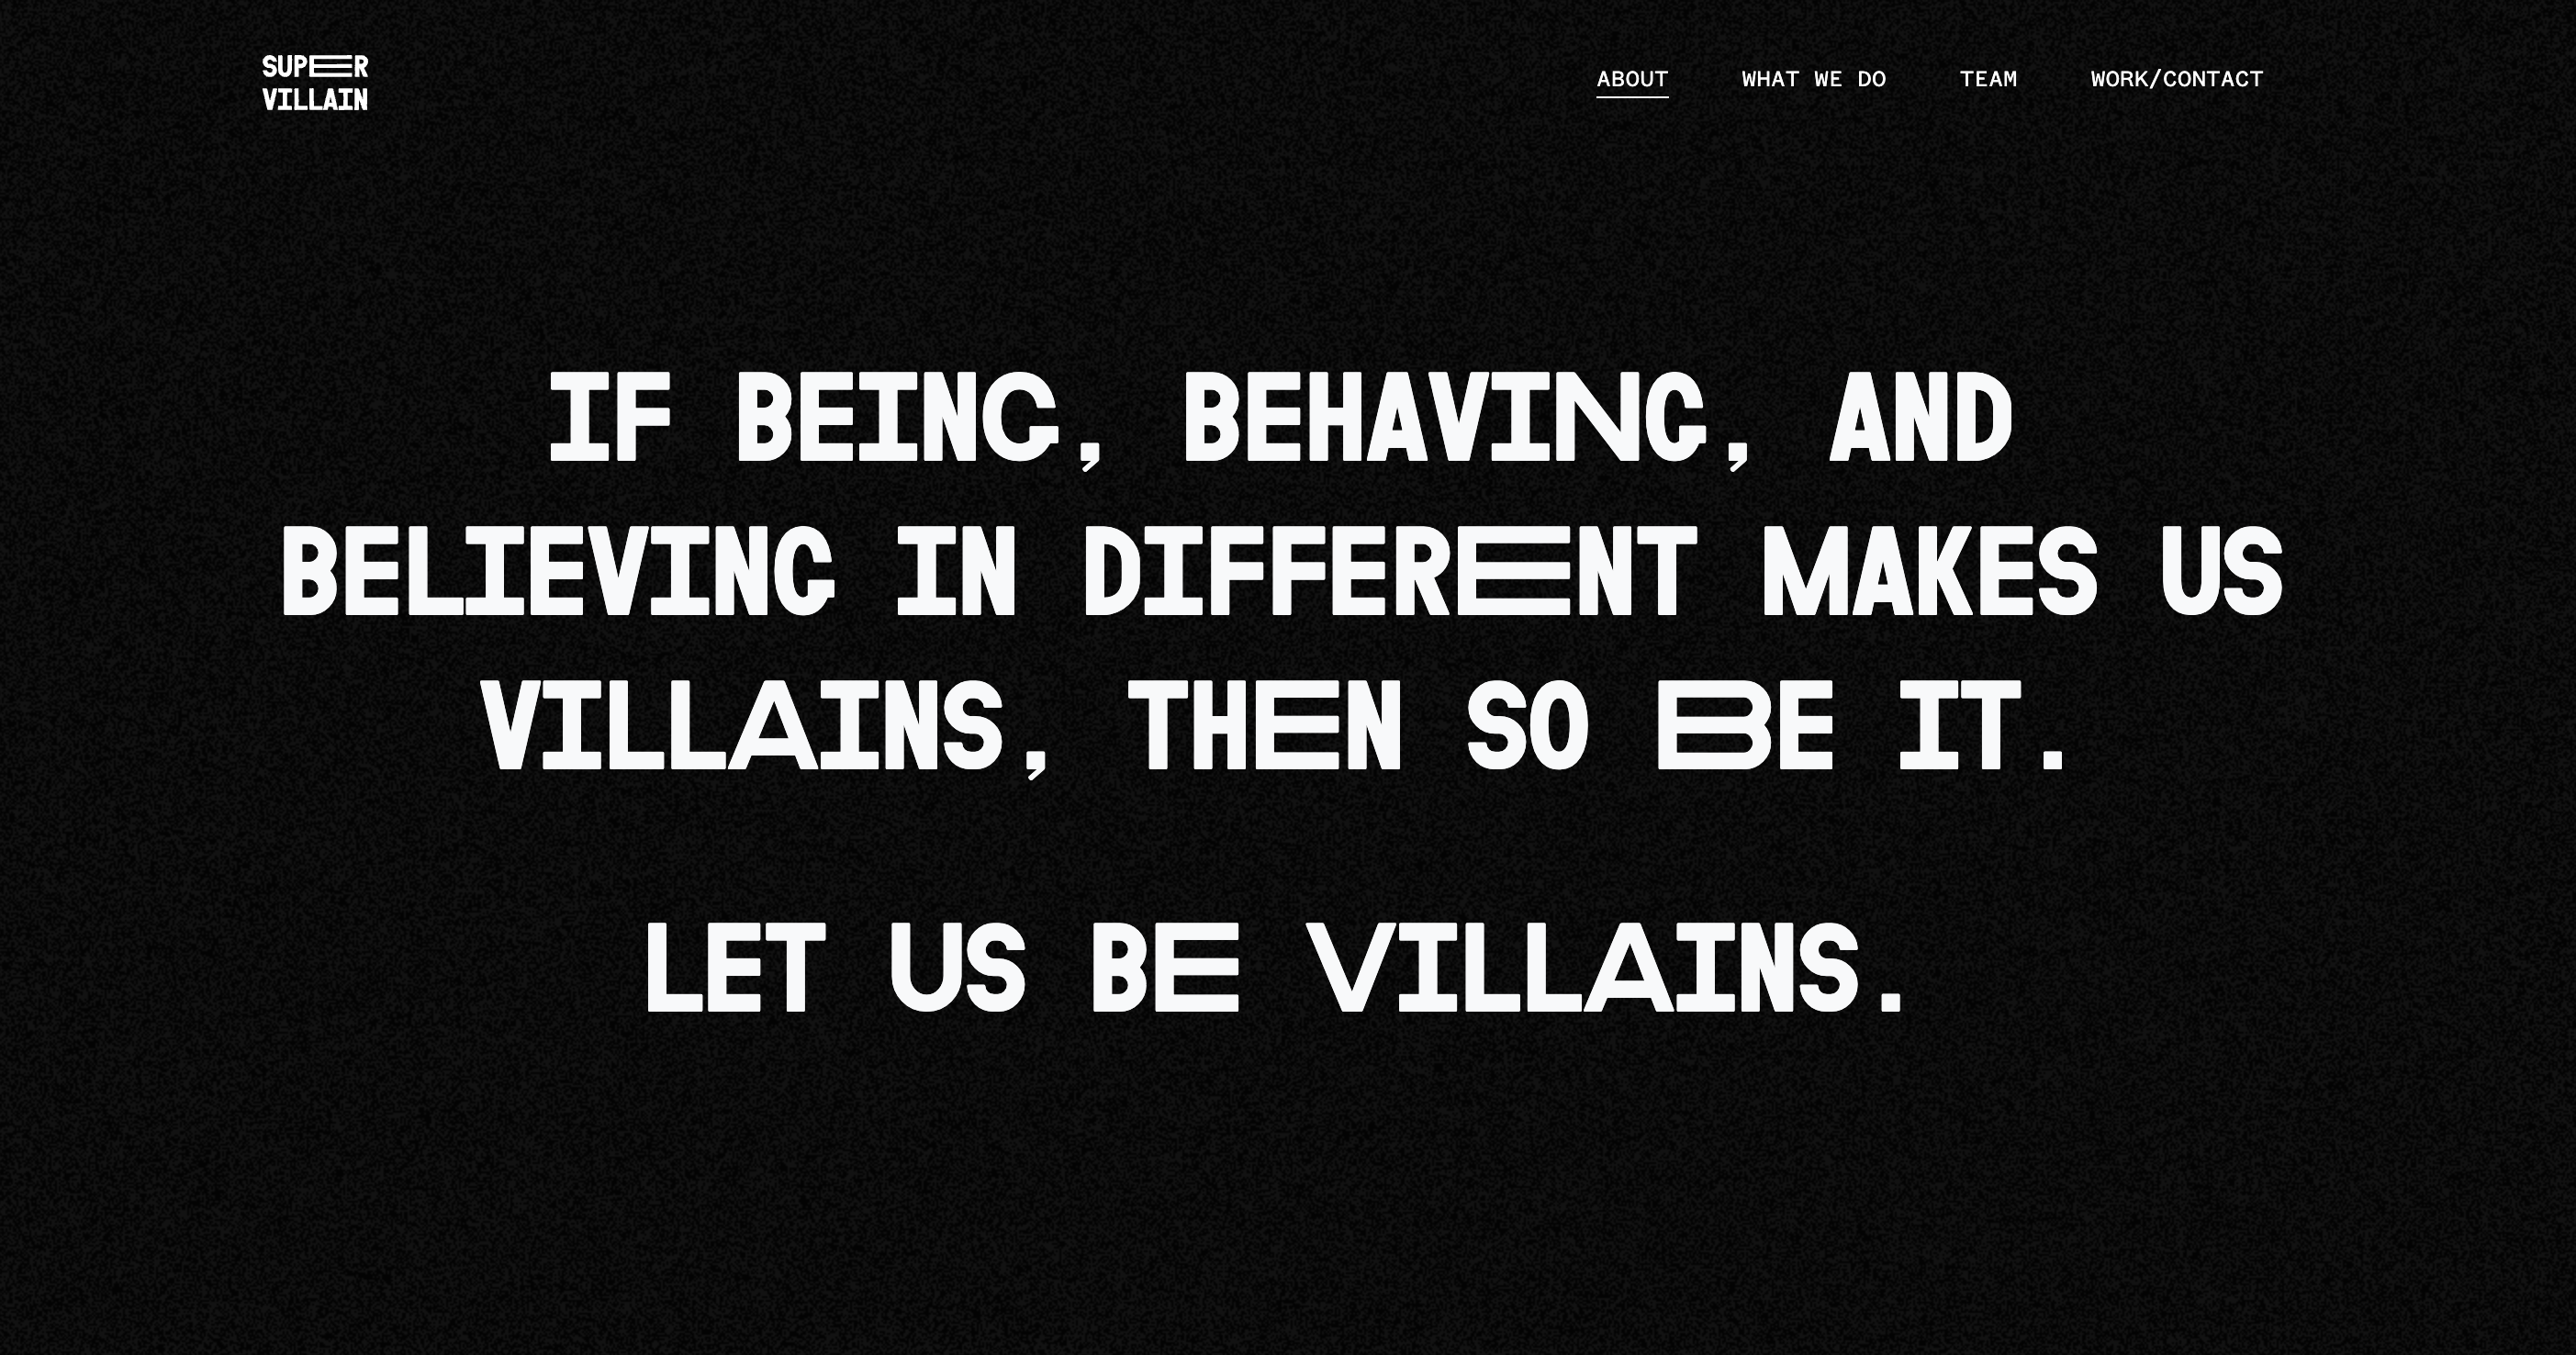 SUPER
VILLAIN
ABOUT
WHAT WE DO
TEAM
WORK/CONTACT
IF BEING, BEHAVING, AND
BELIEVING IN DIFFERENT MAKES US
VILLAINS, THEN SO BE IT.
LET US BE VILLAINS.